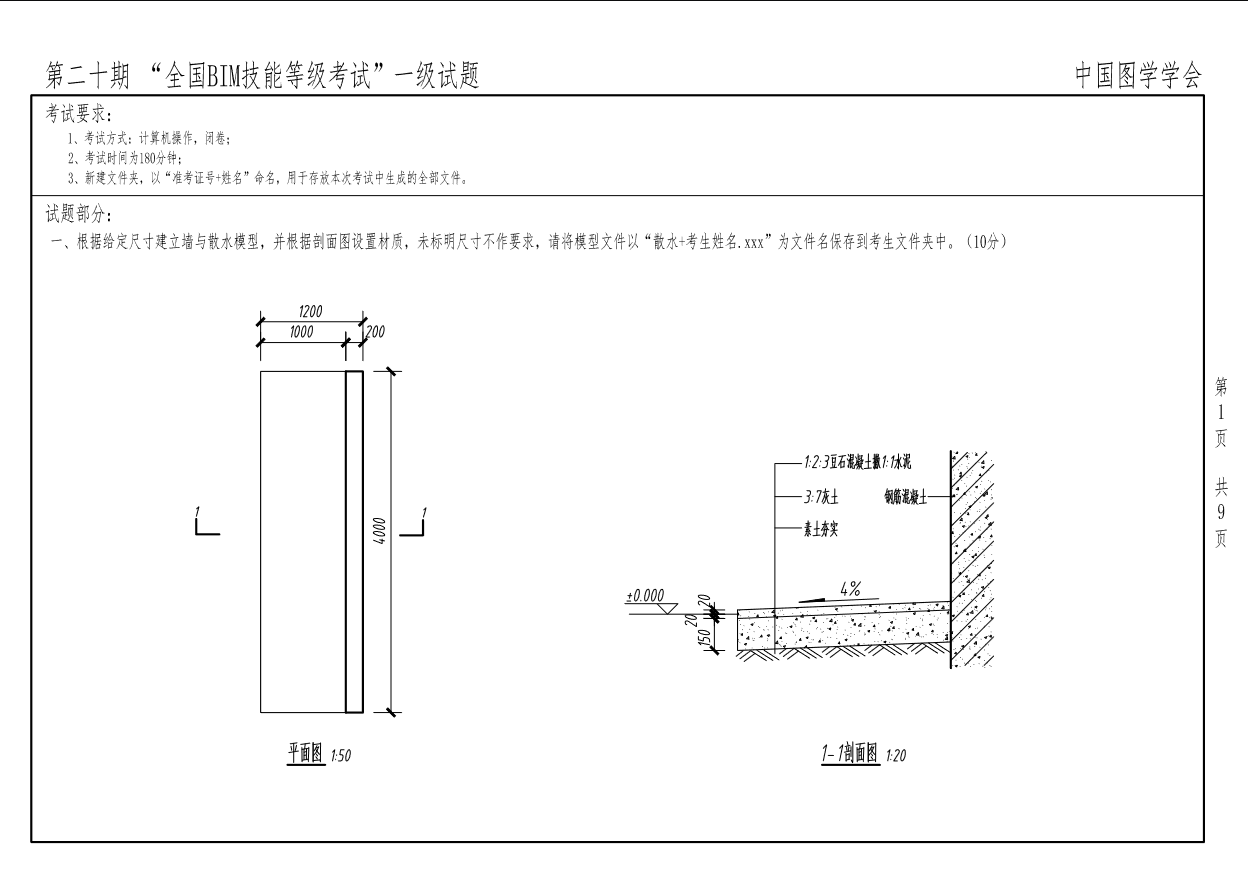 第二十期 “全国BIM技能等级考试”一级试题
中国图学学会
考试要求:
1、考试方式: 计算机操作, 闭卷;
2、考试时间为180分钟;
3、新建文件夹, 以“准考证号+姓名”命名, 用于存放本次考试中生成的全部文件。
试题部分:
一、根据给定尺寸建立墙与散水模型, 并根据剖面图设置材质, 未标明尺寸不作要求, 请将模型文件以“散水+考生姓名.xxx”为文件名保存到考生文件夹中。(10分)
1200
1000
200
4000
1
1
平面图 1:50
1:2:3豆石混凝土撒1:1水泥
3:7灰土
钢筋混凝土
素土夯实
±0.000
4%
20
20
150
1-1剖面图 1:20
第1页 共9页